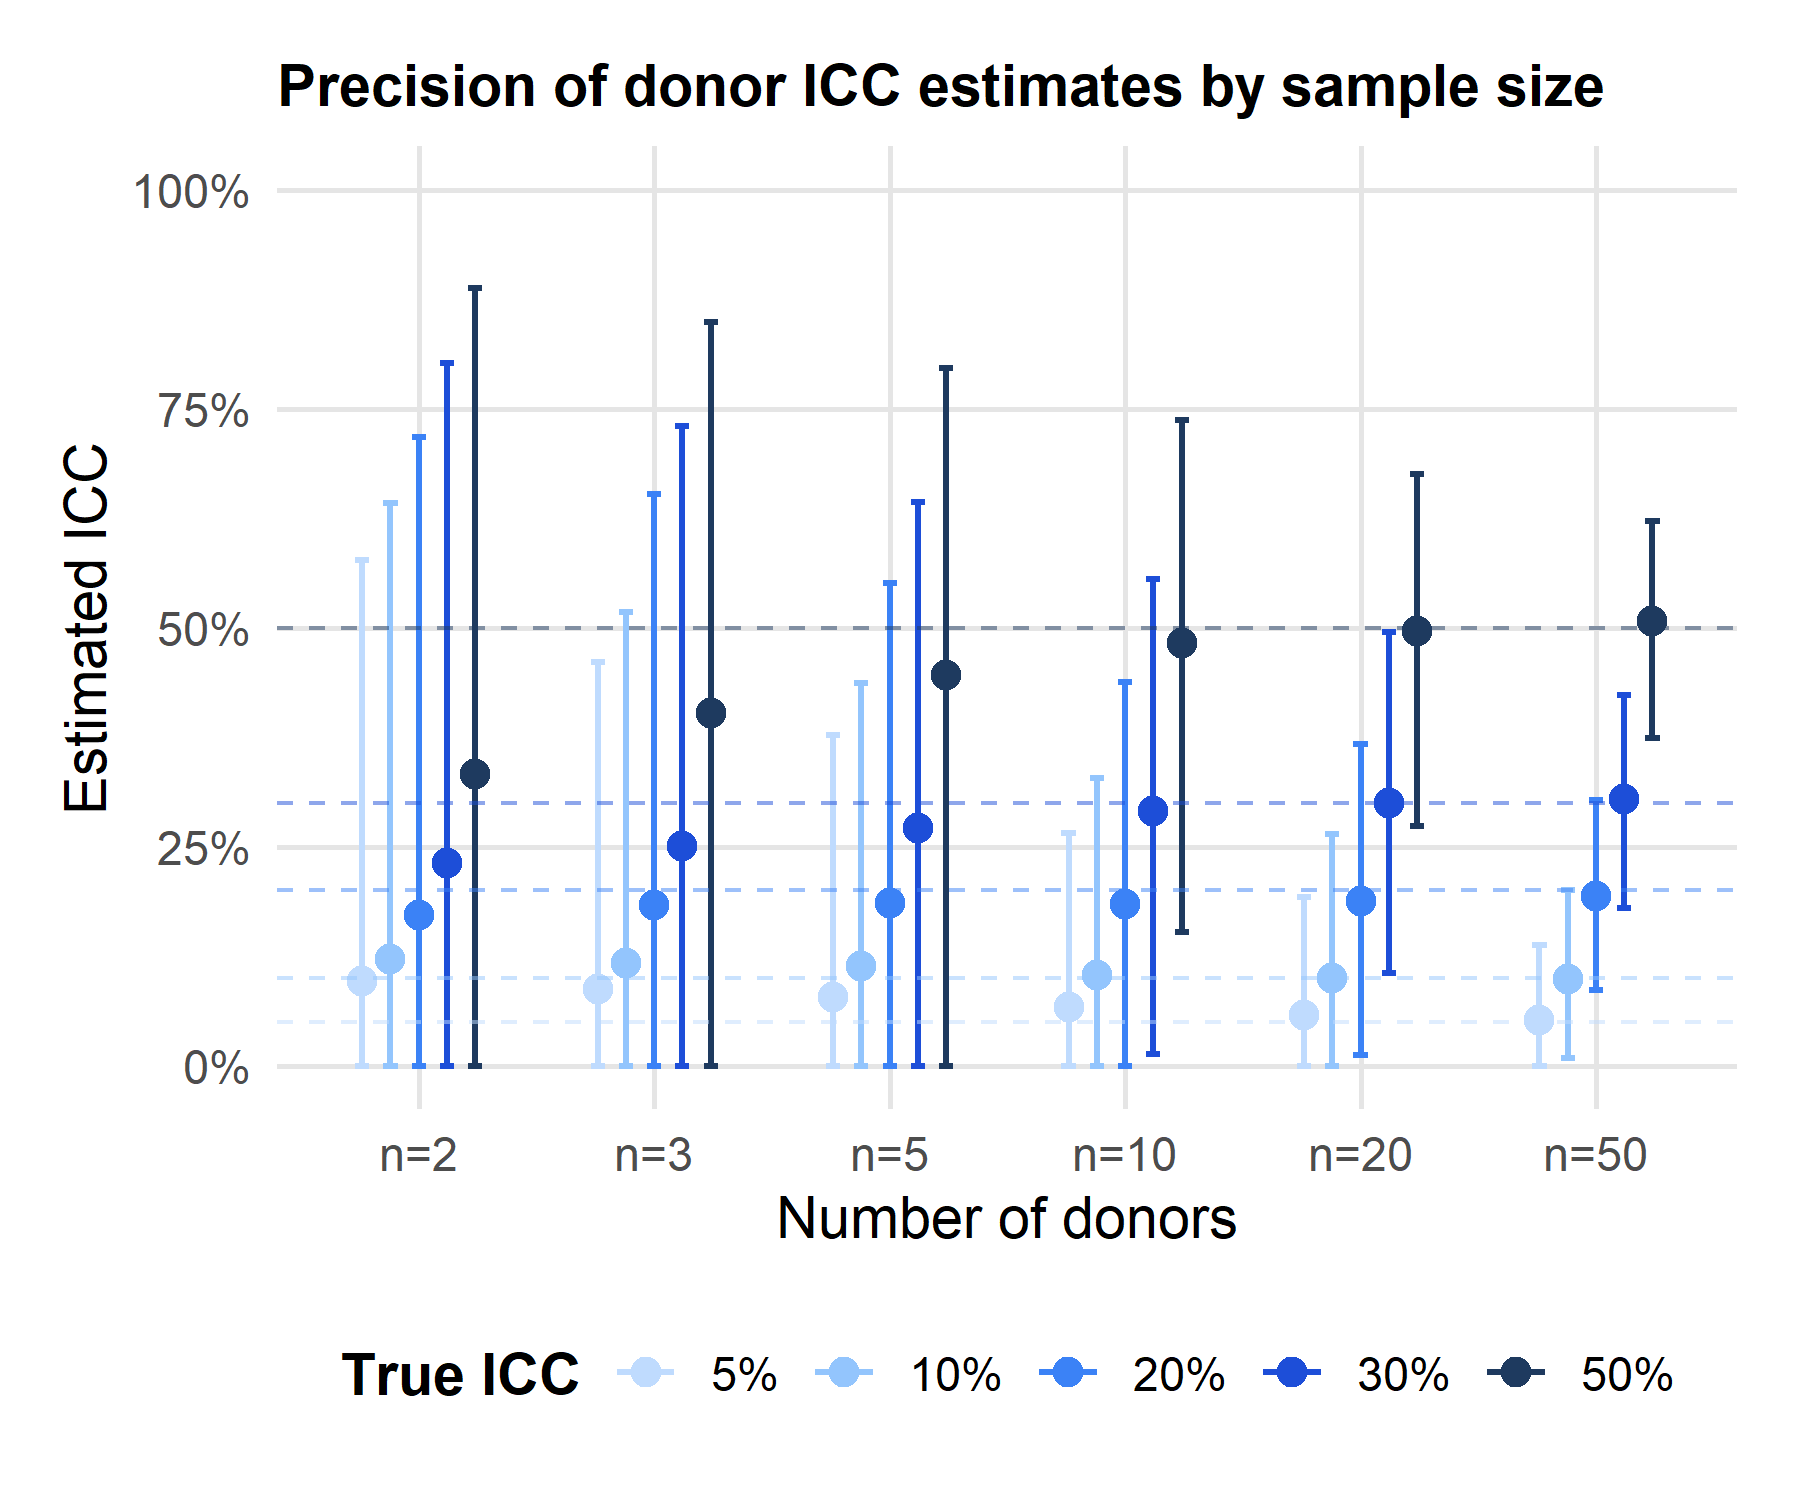 Precision of donor ICC estimates by sample size
100%
75%
50%
25%
0%
Estimated ICC
n=2 n=3 n=5 n=10 n=20 n=50
Number of donors
True ICC 5% 10% 20% 30% 50%